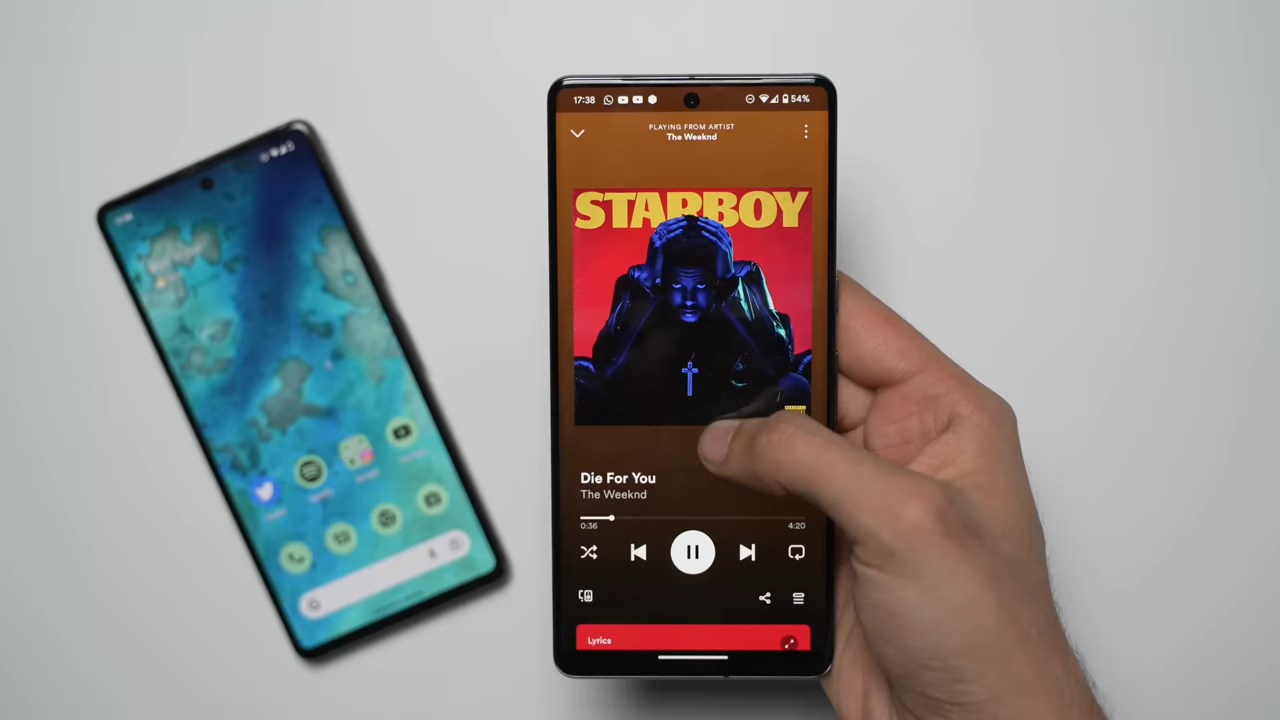 17:38
54%
PLAYING FROM ARTIST
The Weeknd
STARBOY
Die For You
The Weeknd
0:36
4:20
Lyrics